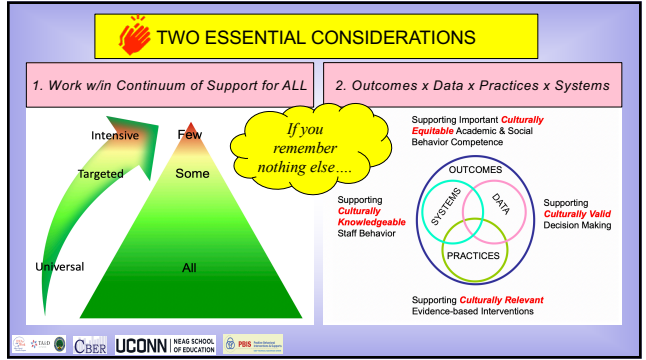 TWO ESSENTIAL CONSIDERATIONS
1. Work w/in Continuum of Support for ALL
2. Outcomes x Data x Practices x Systems
If you
remember
nothing else….
Intensive
Targeted
Universal
Few
Some
All
Supporting Important Culturally
Equitable Academic & Social
Behavior Competence
OUTCOMES
SYSTEMS
DATA
PRACTICES
Supporting
Culturally
Knowledgeable
Staff Behavior
Supporting
Culturally Valid
Decision Making
Supporting Culturally Relevant
Evidence-based Interventions
CBER
UCONN
NEAG SCHOOL
OF EDUCATION
PBIS